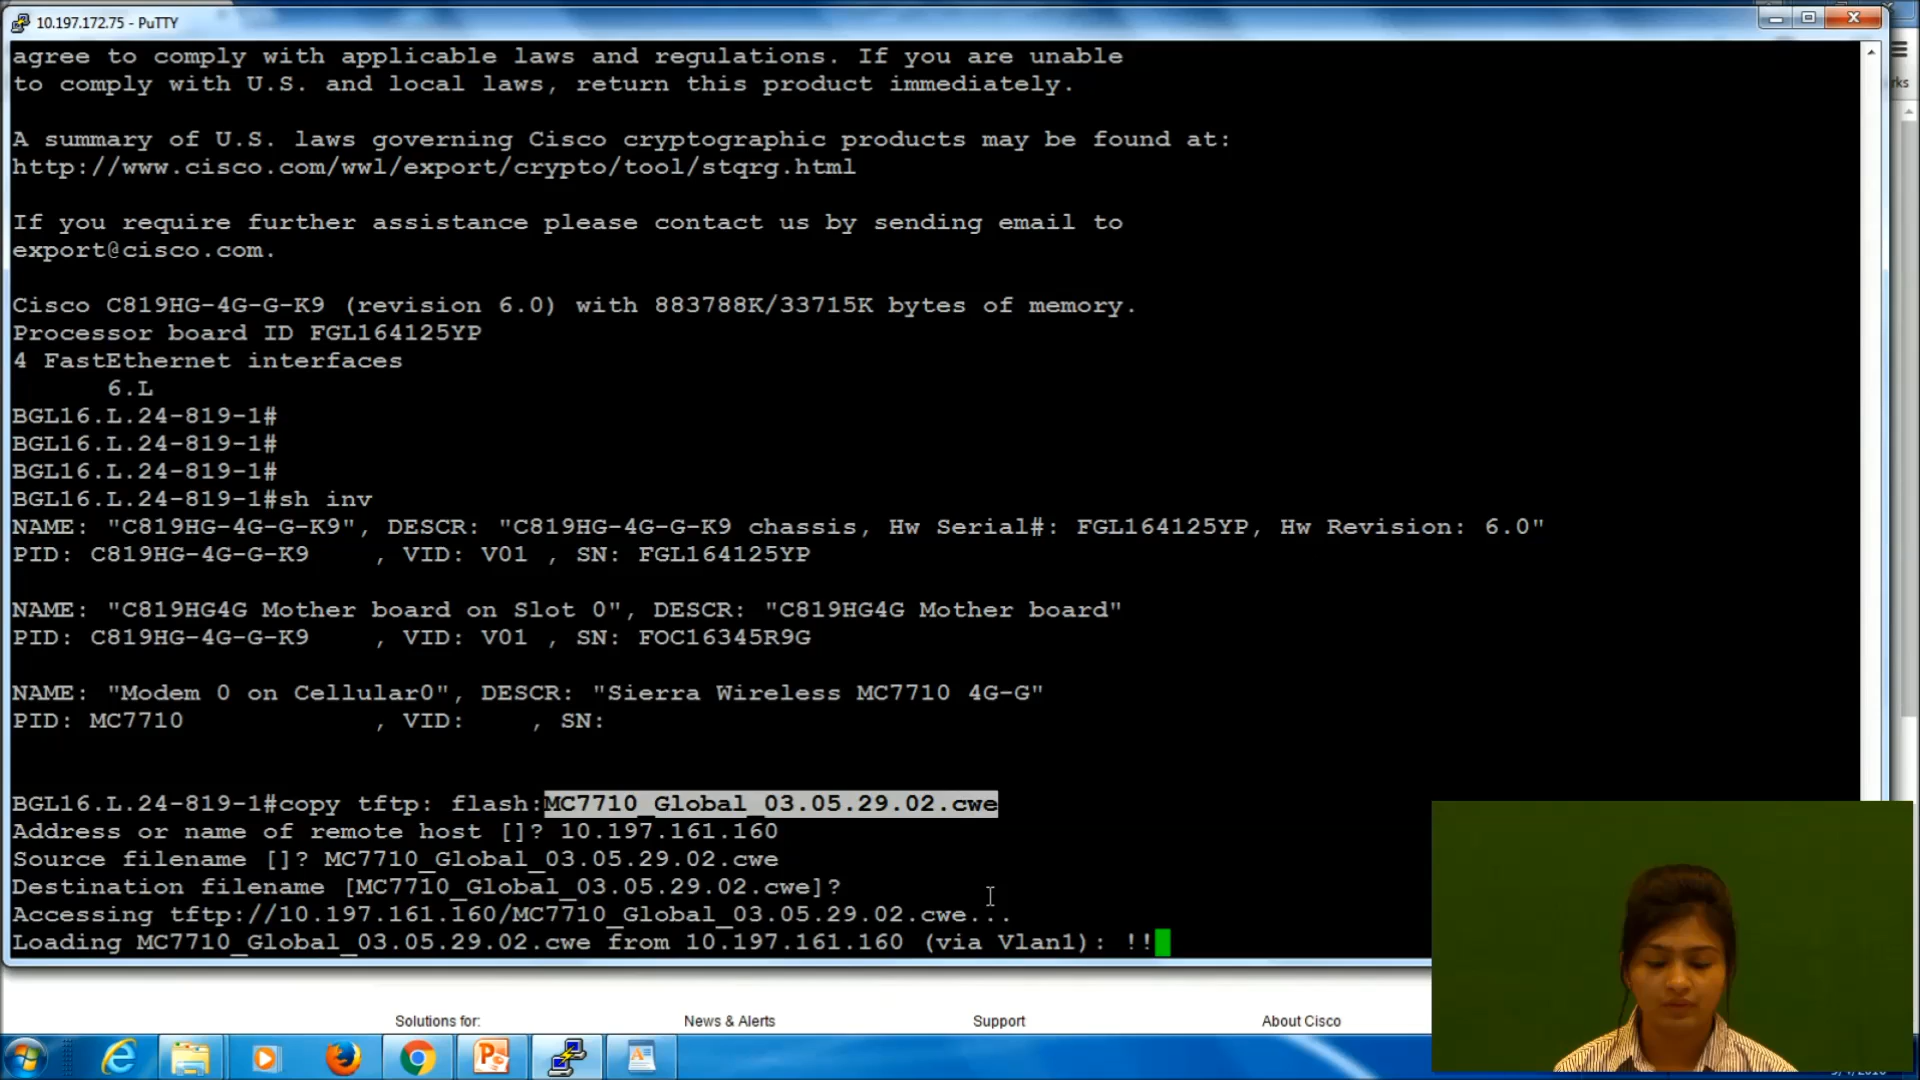 10.197.172.75 - PuTTY
agree to comply with applicable laws and regulations. If you are unable
to comply with U.S. and local laws, return this product immediately.
A summary of U.S. laws governing Cisco cryptographic products may be found at:
http://www.cisco.com/wwl/export/crypto/tool/stqrg.html
If you require further assistance please contact us by sending email to
export@cisco.com.
Cisco C819HG-4G-G-K9 (revision 6.0) with 883788K/33715K bytes of memory.
Processor board ID FGL164125YP
4 FastEthernet interfaces
6.L
BGL16.L.24-819-1#
BGL16.L.24-819-1#
BGL16.L.24-819-1#
BGL16.L.24-819-1#sh inv
NAME: "C819HG-4G-G-K9", DESCR: "C819HG-4G-G-K9 chassis, Hw Serial#: FGL164125YP, Hw Revision: 6.0"
PID: C819HG-4G-G-K9    , VID: V01 , SN: FGL164125YP
NAME: "C819HG4G Mother board on Slot 0", DESCR: "C819HG4G Mother board"
PID: C819HG-4G-G-K9    , VID: V01 , SN: FOC16345R9G
NAME: "Modem 0 on Cellular0", DESCR: "Sierra Wireless MC7710 4G-G"
PID: MC7710            , VID:     , SN:
BGL16.L.24-819-1#copy tftp: flash:MC7710_Global_03.05.29.02.cwe
Address or name of remote host []? 10.197.161.160
Source filename []? MC7710_Global_03.05.29.02.cwe
Destination filename [MC7710_Global_03.05.29.02.cwe]?
Accessing tftp://10.197.161.160/MC7710_Global_03.05.29.02.cwe...
Loading MC7710_Global_03.05.29.02.cwe from 10.197.161.160 (via Vlan1): !!
Solutions for: News & Alerts Support About Cisco